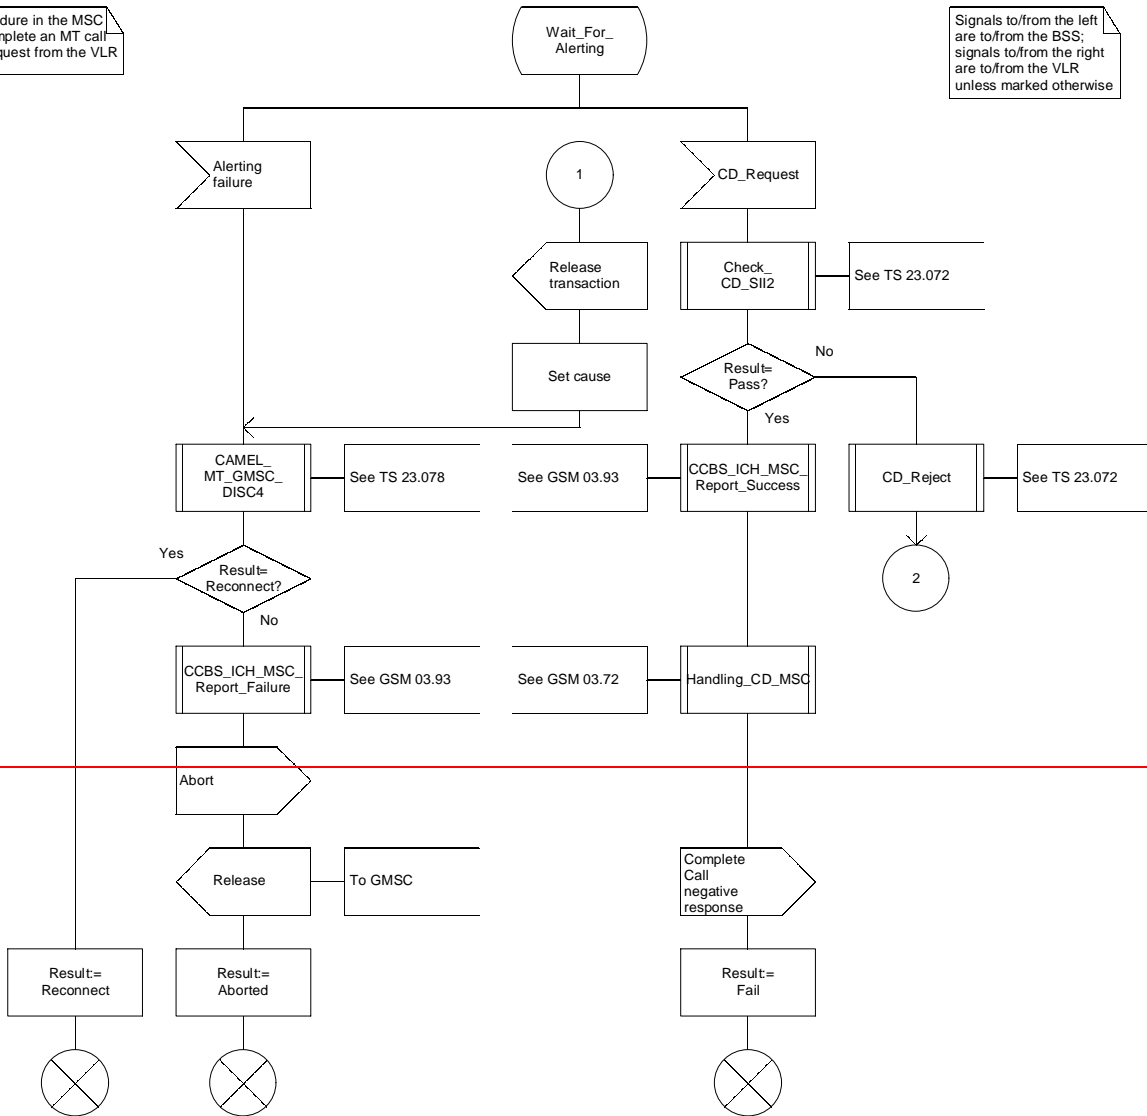 dure in the MSC
mplete an MT call
quest from the VLR
Wait_For_
Alerting
Signals to/from the left
are to/from the BSS;
signals to/from the right
are to/from the VLR
unless marked otherwise
Alerting
failure
1
CD_Request
Release
transaction
Check_
CD_SII2
See TS 23.072
Set cause
Result=
Pass?
No
Yes
CAMEL_
MT_GMSC_
DISC4
See TS 23.078
See GSM 03.93
CCBS_ICH_MSC_
Report_Success
CD_Reject
See TS 23.072
Yes
Result=
Reconnect?
No
2
CCBS_ICH_MSC_
Report_Failure
See GSM 03.93
See GSM 03.72
Handling_CD_MSC
Abort
Release
To GMSC
Complete
Call
negative
response
Result:=
Reconnect
Result:=
Aborted
Result:=
Fail